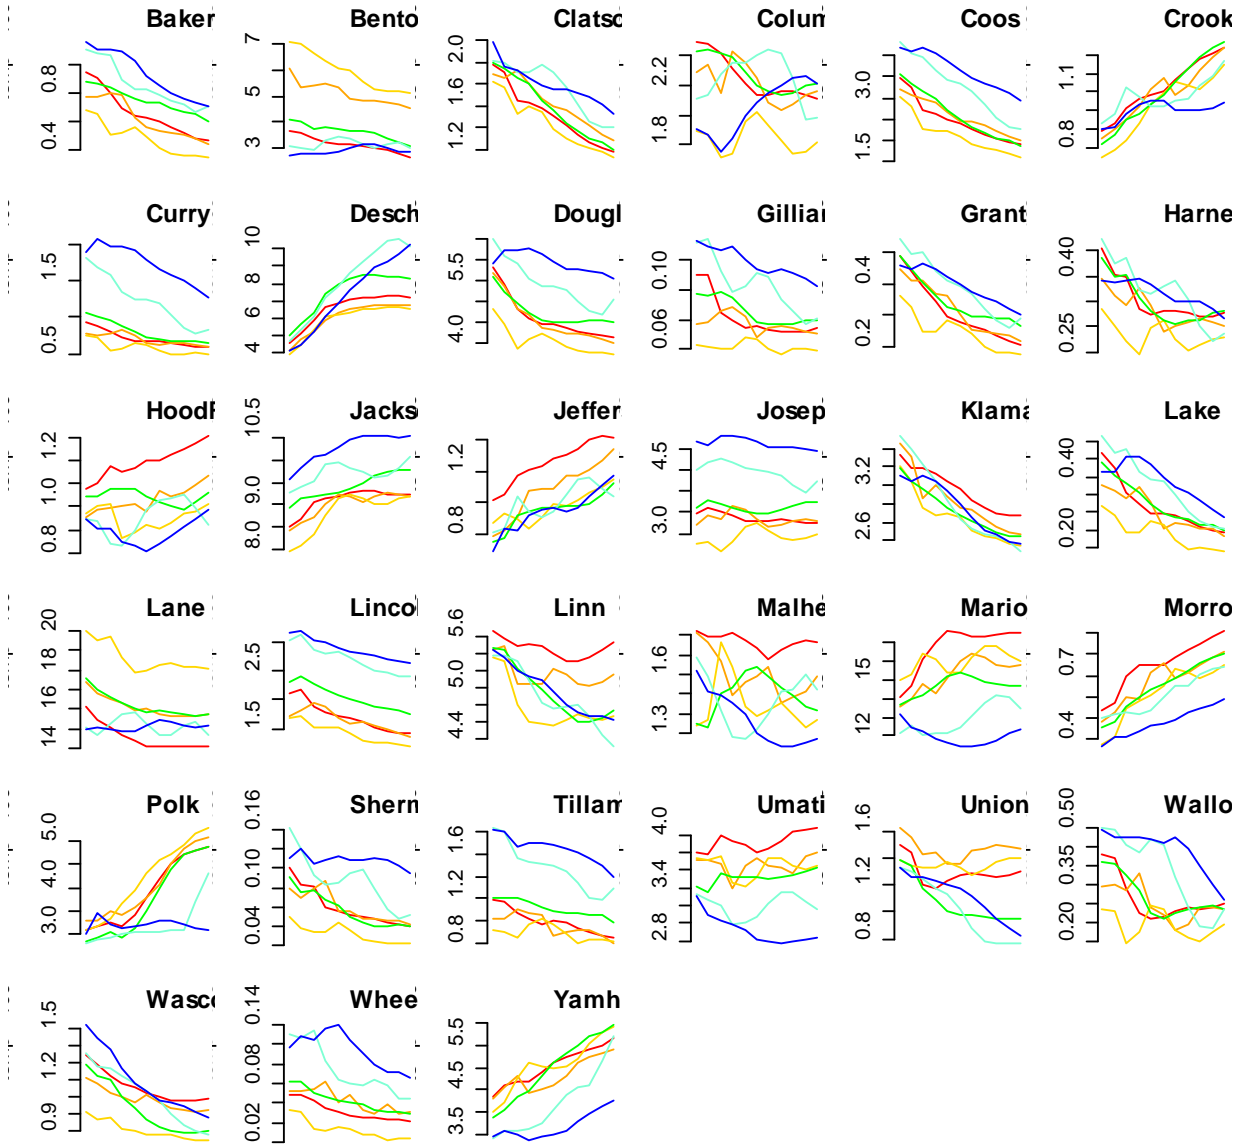 Baker Bento Clatsc Colum Coos Crook
0.4 0.8
3 5 7
1.2 1.6 2.0
1.8 2.2
1.5 3.0
0.8 1.1
Curry Desch Dougl Gilliar Grant Harne
0.5 1.5
4 6 8 10
4.0 5.5
0.06 0.10
0.2 0.4
0.25 0.40
HoodF Jacks Jeffer Josep Klama Lake
0.8 1.0 1.2
8.0 9.0 10.5
0.8 1.2
3.0 4.5
2.6 3.2
0.20 0.40
Lane Linco Linn Malhe Mario Morro
14 16 18 20
1.5 2.5
4.4 5.0 5.6
1.3 1.6
12 15
0.4 0.7
Polk Sherm Tillam Umati Union Wallo
3.0 4.0 5.0
0.04 0.10 0.16
0.8 1.2 1.6
2.8 3.4 4.0
0.8 1.2 1.6
0.20 0.35 0.50
Wasco Whee Yamh
0.9 1.2 1.5
0.02 0.08 0.14
3.5 4.5 5.5